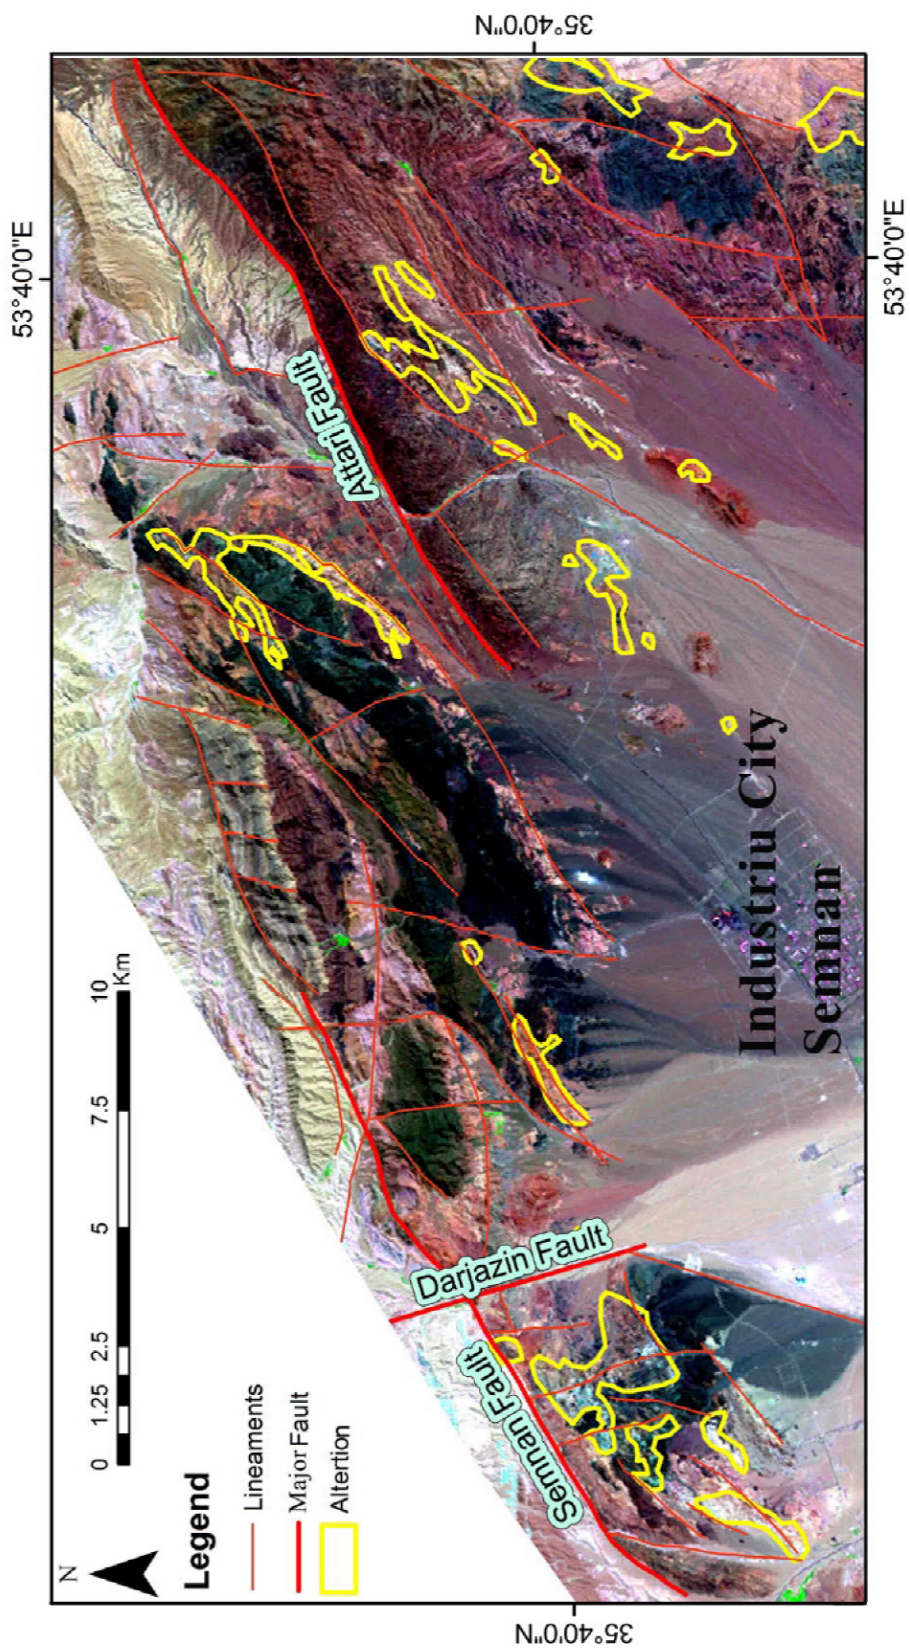 N
0 1.25 2.5 5 7.5 10
Km
Legend
Lineaments
Major Fault
Altertion
53°40'0"E
35°40'0"N
Attari Fault
Darjazin Fault
Semnan Fault
Industriu City
Semnan
35°40'0"N
53°40'0"E